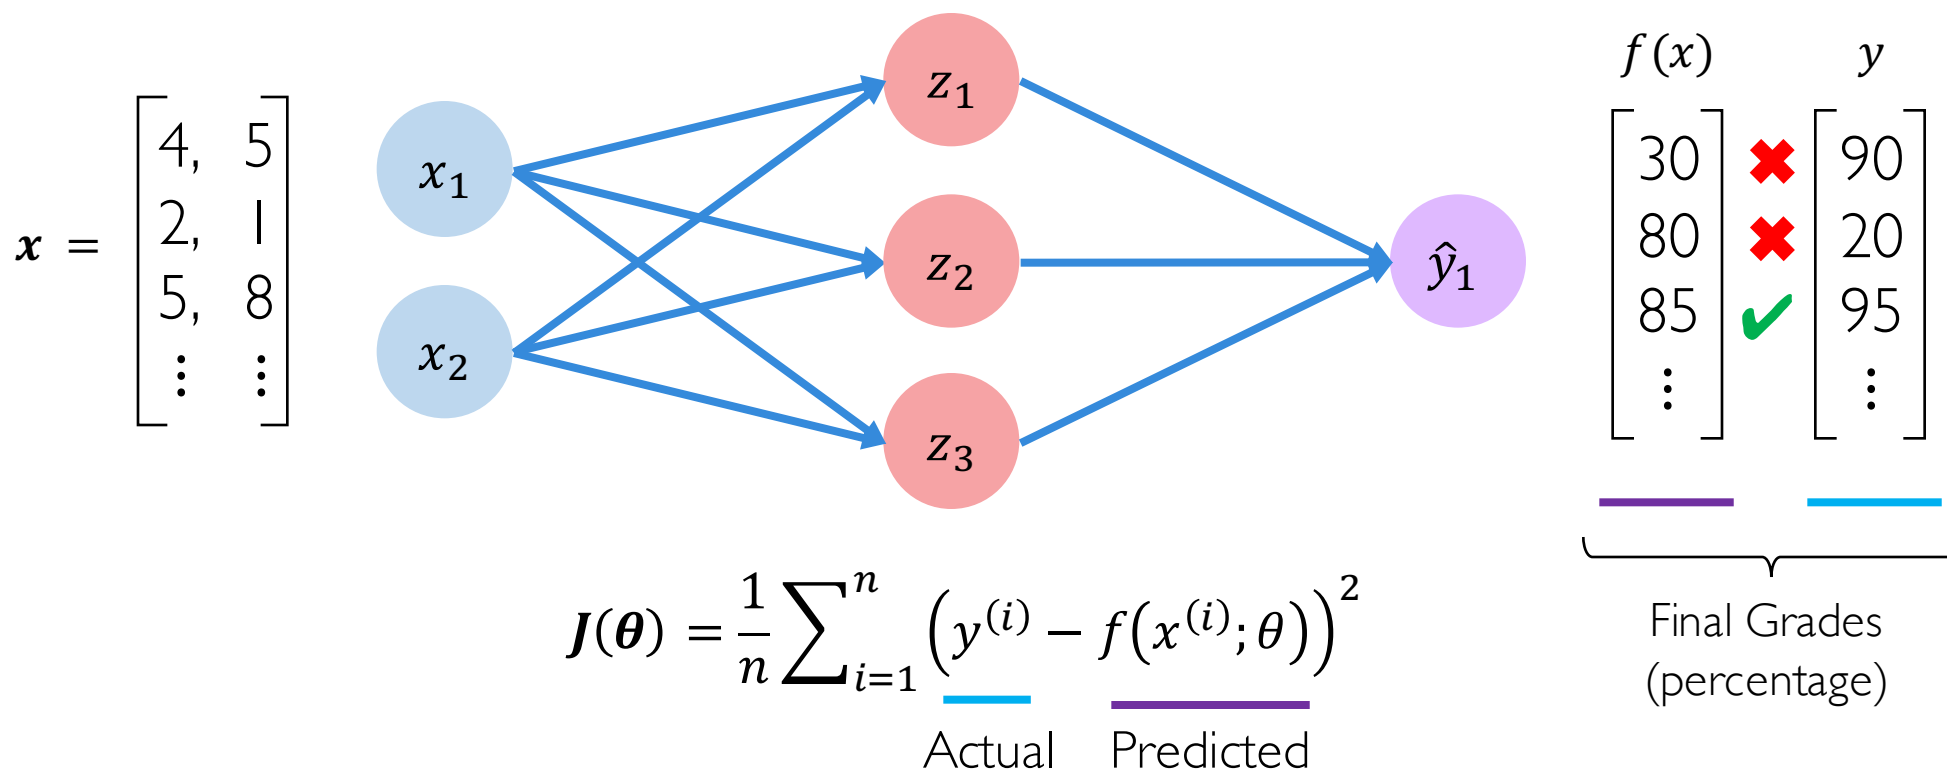 x =
4, 5
2, 1
5, 8
⋮ ⋮
x₁
x₂
z₁
z₂
z₃
ŷ₁
f(x) y
30 ✖ 90
80 ✖ 20
85 ✔ 95
⋮ ⋮
Final Grades
(percentage)
J(θ) = 1/n ∑ᵢ₌₁ⁿ (y⁽ⁱ⁾ − f(x⁽ⁱ⁾; θ))²
Actual Predicted